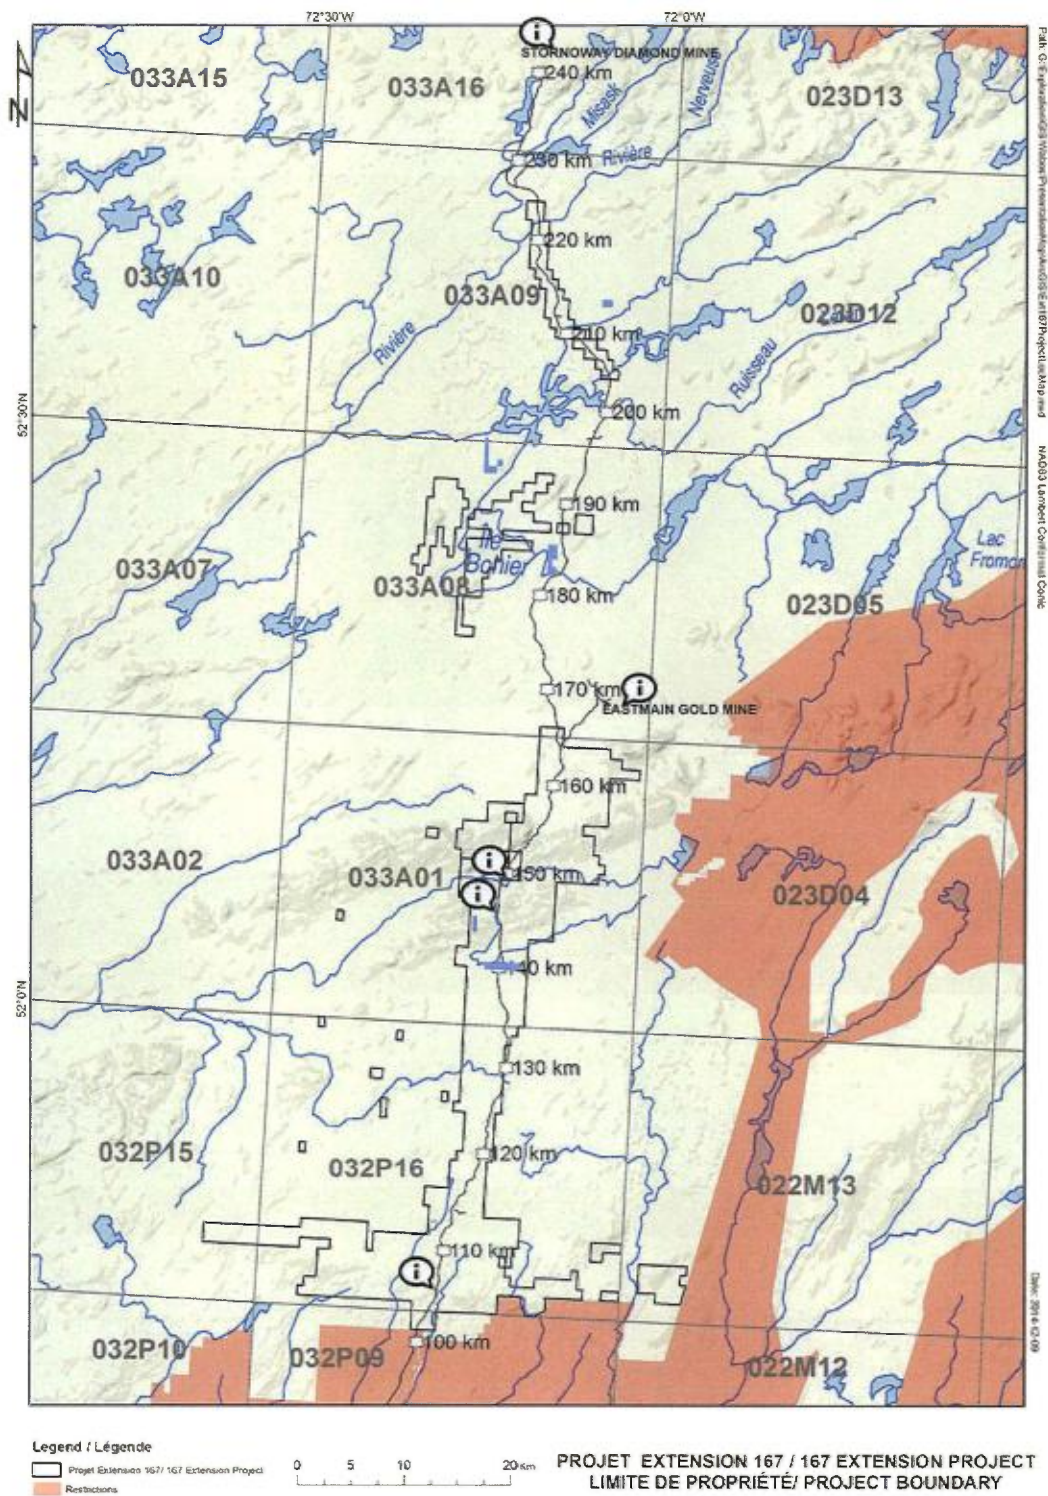 72°30'W
72°0'W
STORNOWAY DIAMOND MINE
033A15
033A16
240 km
Misask
Nerveuse
023D13
N
230 km
Rivière
033A10
220 km
033A09
023D12
210 km
Rivière
Ruisseau
52°30'N
200 km
190 km
Île
Bohier
Lac
033A07
033A08
180 km
023D05
170 km
EASTMAIN GOLD MINE
160 km
033A02
033A01
150 km
023D04
140 km
52°0'N
130 km
032P15
032P16
120 km
022M13
110 km
032P10
032P09
100 km
022M12
NAD83 Lambert Conformal Conic
Legend / Légende
Projet Extension 167/ 167 Extension Project
Restrictions
0 5 10 20 Km
PROJET EXTENSION 167 / 167 EXTENSION PROJECT
LIMITE DE PROPRIÉTÉ/ PROJECT BOUNDARY